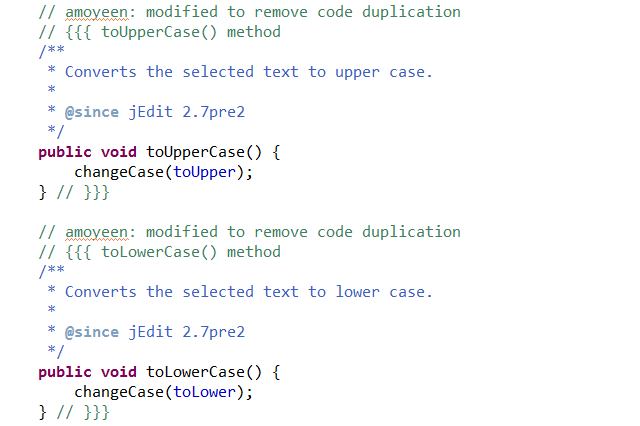 // amoyeen: modified to remove code duplication
// {{{ toUpperCase() method
/**
 * Converts the selected text to upper case.
 *
 * @since jEdit 2.7pre2
 */
public void toUpperCase() {
    changeCase(toUpper);
} // }}}

// amoyeen: modified to remove code duplication
// {{{ toLowerCase() method
/**
 * Converts the selected text to lower case.
 *
 * @since jEdit 2.7pre2
 */
public void toLowerCase() {
    changeCase(toLower);
} // }}}